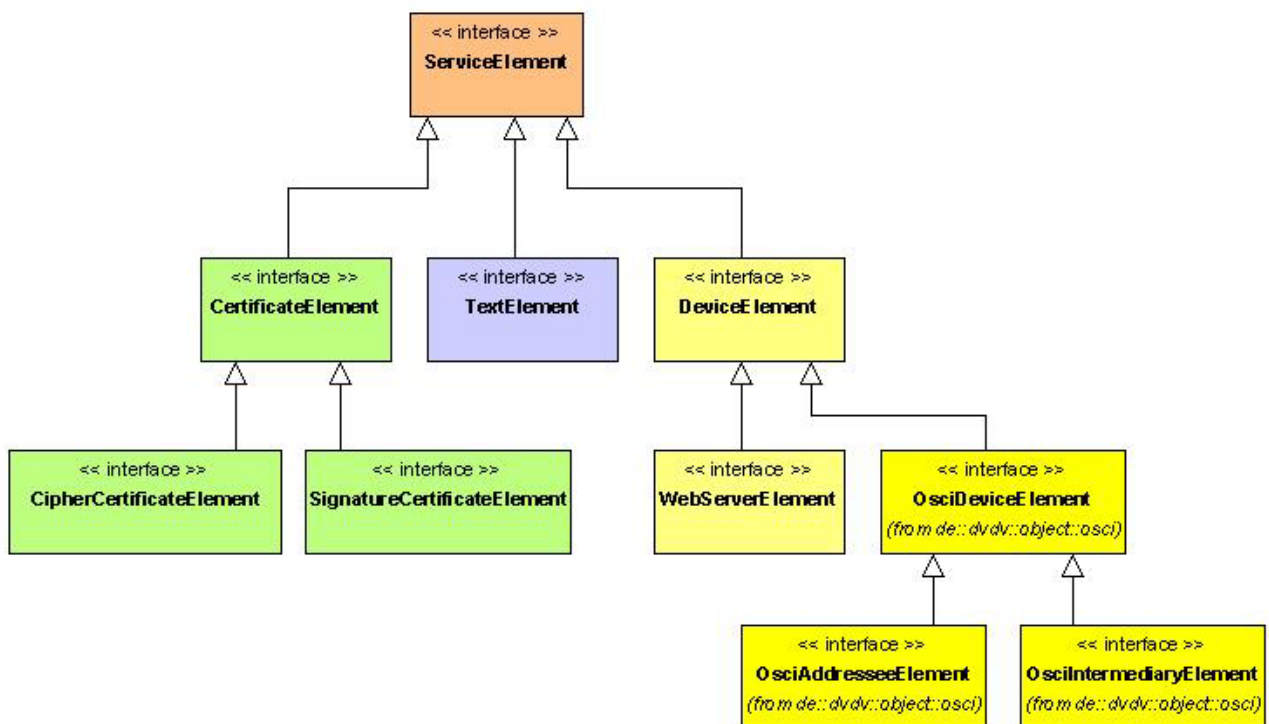 << interface >>
ServiceElement
<< interface >>
CertificateElement
<< interface >>
TextElement
<< interface >>
DeviceElement
<< interface >>
CipherCertificateElement
<< interface >>
SignatureCertificateElement
<< interface >>
WebServerElement
<< interface >>
OsciDeviceElement
(from de::dvdv::object::osci)
<< interface >>
OsciAddresseeElement
(from de::dvdv::object::osci)
<< interface >>
OsciIntermediaryElement
(from de::dvdv::object::osci)